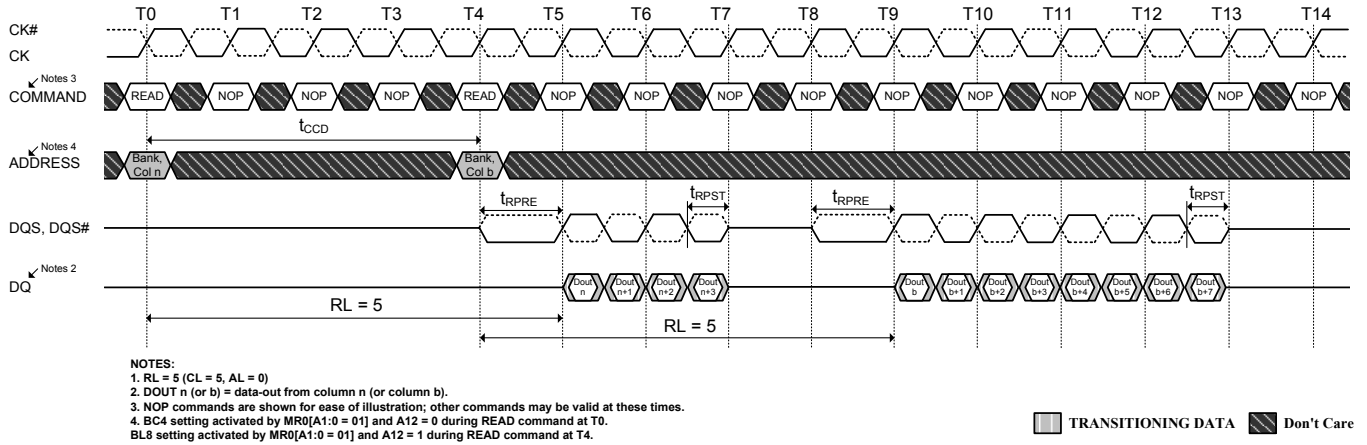 T0 T1 T2 T3 T4 T5 T6 T7 T8 T9 T10 T11 T12 T13 T14
CK#
CK
Notes 3
COMMAND READ NOP NOP NOP READ NOP NOP NOP NOP NOP NOP NOP NOP NOP NOP
tCCD
Notes 4
ADDRESS
Bank, Col n
Bank, Col b
tRPRE tRPST tRPRE tRPST
DQS, DQS#
Notes 2
DQ
Dout n Dout n+1 Dout n+2 Dout n+3 Dout b Dout b+1 Dout b+2 Dout b+3 Dout b+4 Dout b+5 Dout b+6 Dout b+7
RL = 5
RL = 5
NOTES:
1. RL = 5 (CL = 5, AL = 0)
2. DOUT n (or b) = data-out from column n (or column b).
3. NOP commands are shown for ease of illustration; other commands may be valid at these times.
4. BC4 setting activated by MR0[A1:0 = 01] and A12 = 0 during READ command at T0.
BL8 setting activated by MR0[A1:0 = 01] and A12 = 1 during READ command at T4.
TRANSITIONING DATA Don't Care